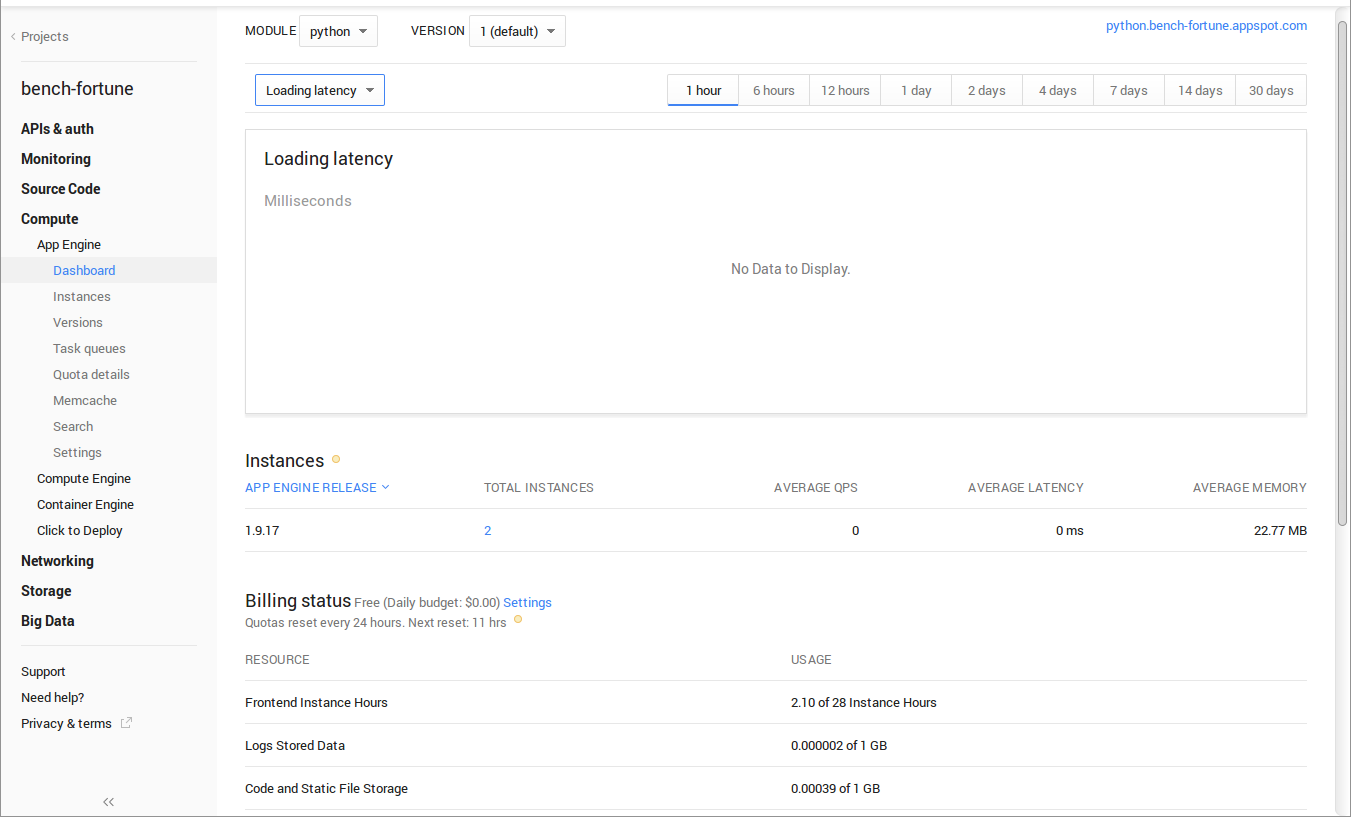 Projects
bench-fortune
APIs & auth
Monitoring
Source Code
Compute
App Engine
Dashboard
Instances
Versions
Task queues
Quota details
Memcache
Search
Settings
Compute Engine
Container Engine
Click to Deploy
Networking
Storage
Big Data
Support
Need help?
Privacy & terms
MODULE python VERSION 1 (default) python.bench-fortune.appspot.com
Loading latency 1 hour 6 hours 12 hours 1 day 2 days 4 days 7 days 14 days 30 days
Loading latency
Milliseconds
No Data to Display.
Instances
APP ENGINE RELEASE TOTAL INSTANCES AVERAGE QPS AVERAGE LATENCY AVERAGE MEMORY
1.9.17 2 0 0 ms 22.77 MB
Billing status Free (Daily budget: $0.00) Settings
Quotas reset every 24 hours. Next reset: 11 hrs
RESOURCE USAGE
Frontend Instance Hours 2.10 of 28 Instance Hours
Logs Stored Data 0.000002 of 1 GB
Code and Static File Storage 0.00039 of 1 GB